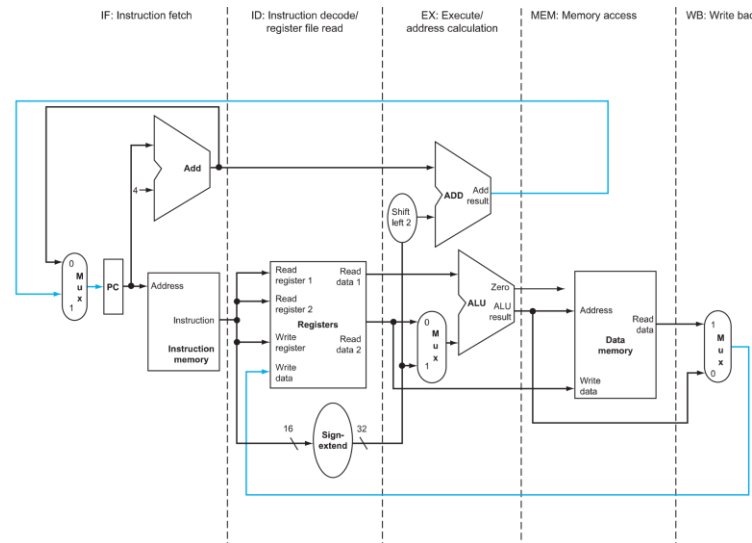 IF: Instruction fetch
ID: Instruction decode/
register file read
EX: Execute/
address calculation
MEM: Memory access
WB: Write bac
Add
4
ADD
Add
result
Shift
left 2
0
M
u
x
1
PC
Address
Instruction
Instruction
memory
Read
register 1
Read
register 2
Write
register
Write
data
Registers
Read
data 1
Read
data 2
0
M
u
x
1
Zero
ALU
ALU
result
Address
Write
data
Data
memory
Read
data
1
M
u
x
0
16
Sign-
extend
32